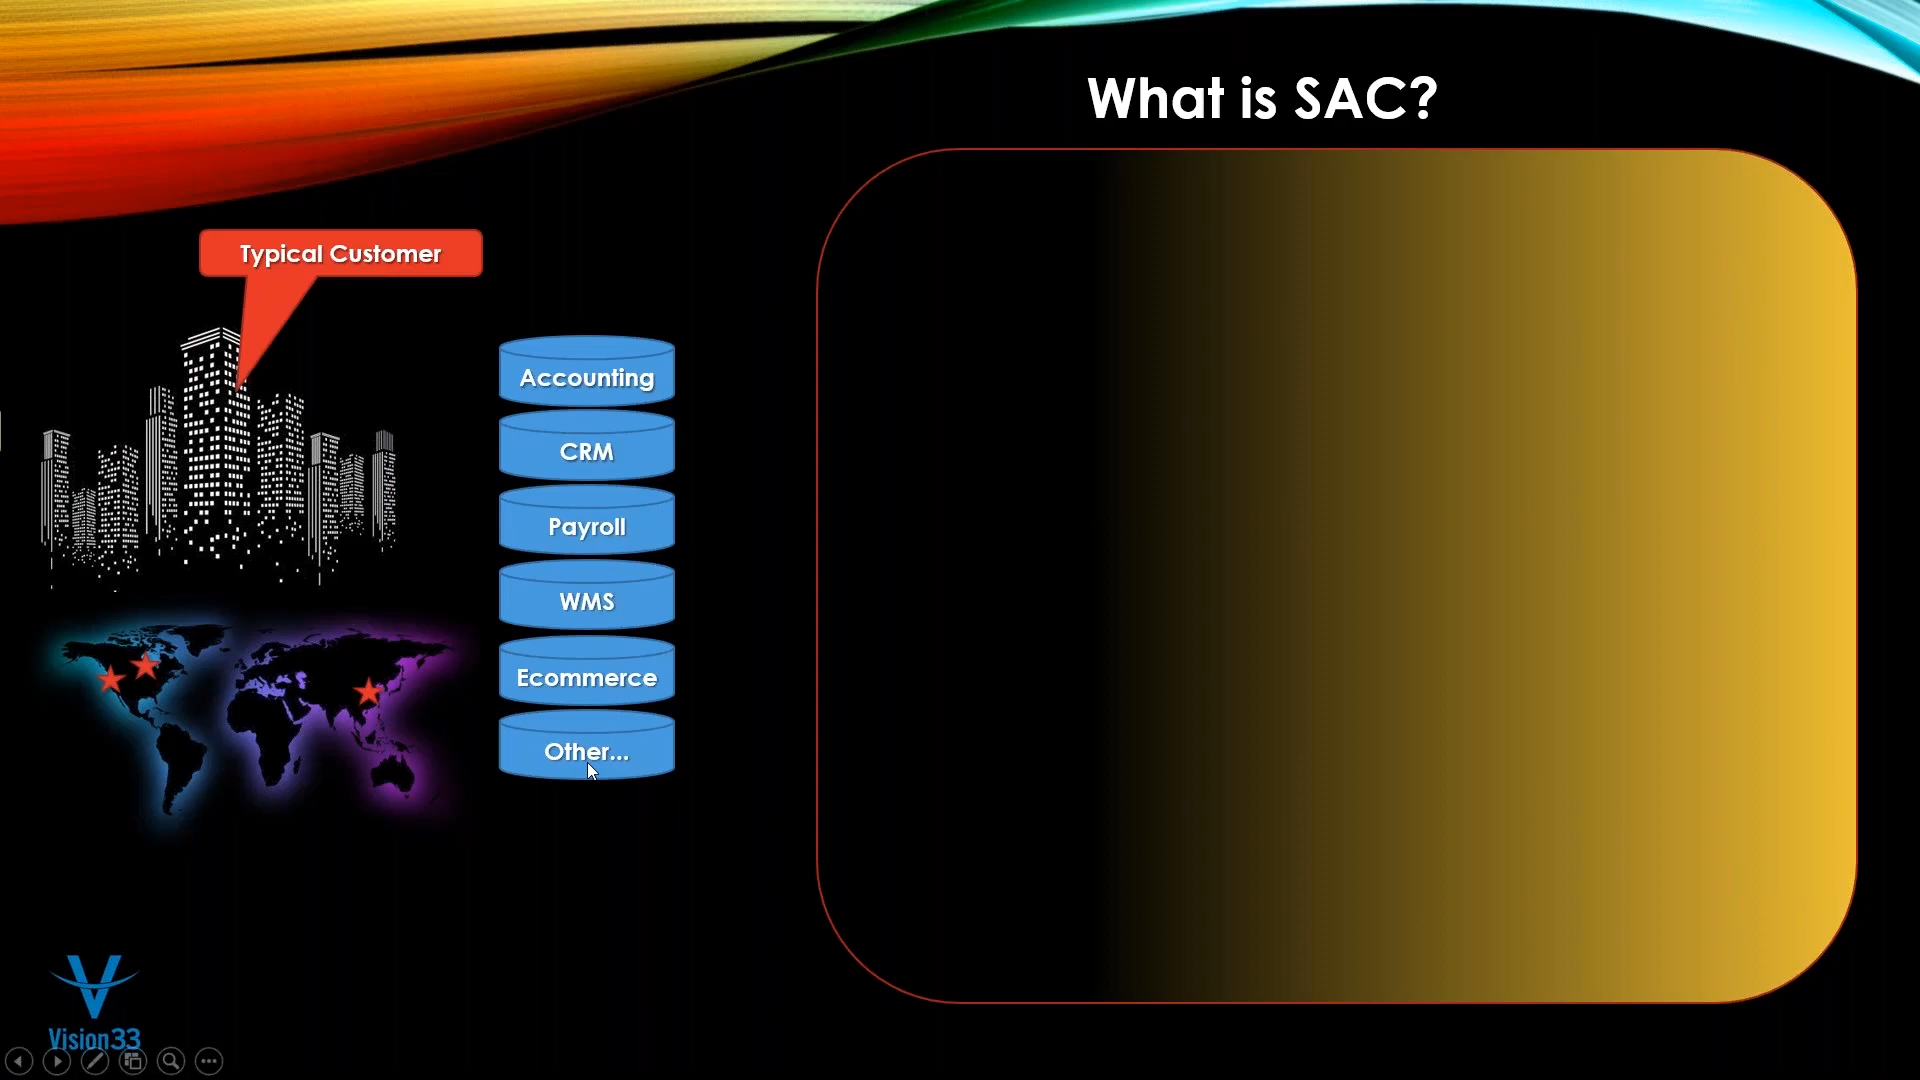 What is SAC?
Typical Customer
Accounting
CRM
Payroll
WMS
Ecommerce
Other...
Vision33